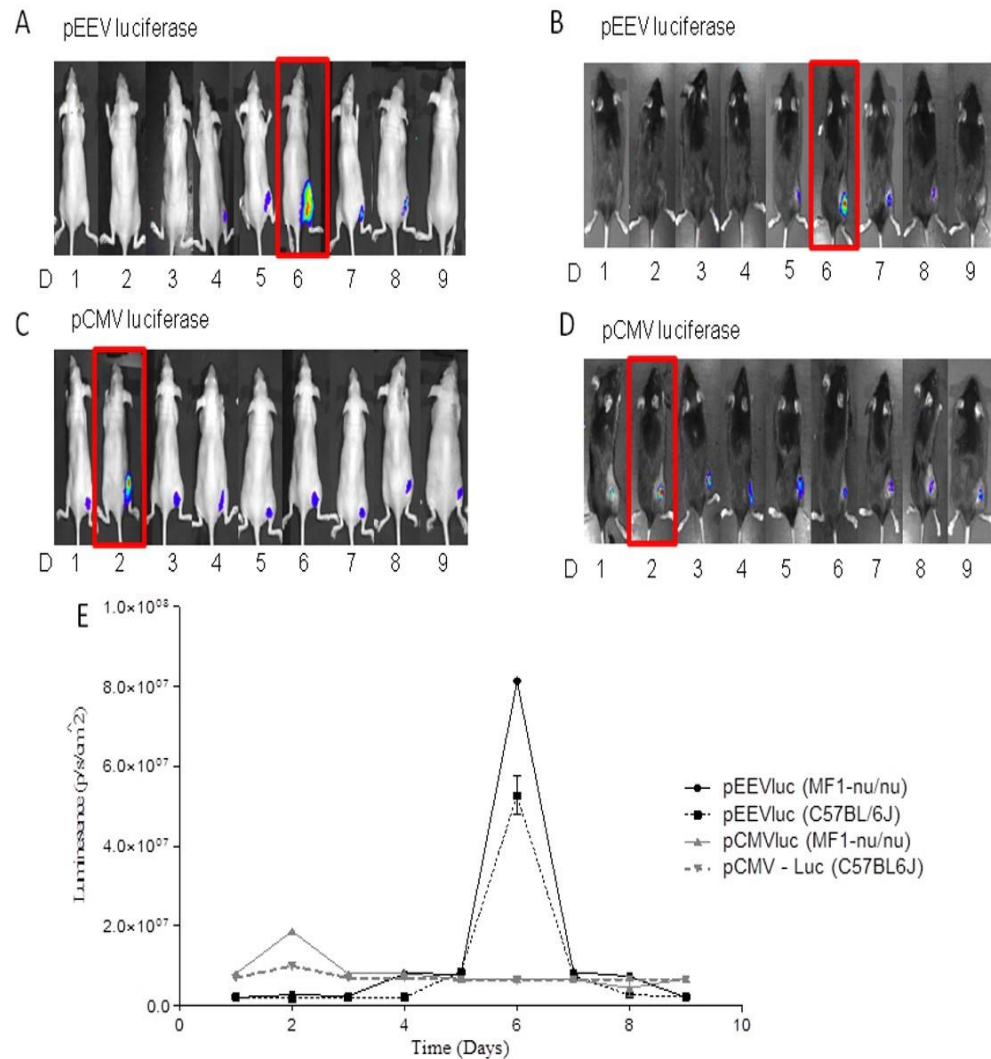 A
pEEV luciferase
D 1 2 3 4 5 6 7 8 9
B
pEEV luciferase
D 1 2 3 4 5 6 7 8 9
C
pCMV luciferase
D 1 2 3 4 5 6 7 8 9
D
pCMV luciferase
D 1 2 3 4 5 6 7 8 9
E
1.0×10⁰⁸
8.0×10⁰⁷
6.0×10⁰⁷
4.0×10⁰⁷
2.0×10⁰⁷
0.0
Luminesence (p/s/cm^2)
0 2 4 6 8 10
Time (Days)
pEEVluc (MF1-nu/nu)
pEEVluc (C57BL/6J)
pCMVluc (MF1-nu/nu)
pCMV - Luc (C57BL6J)